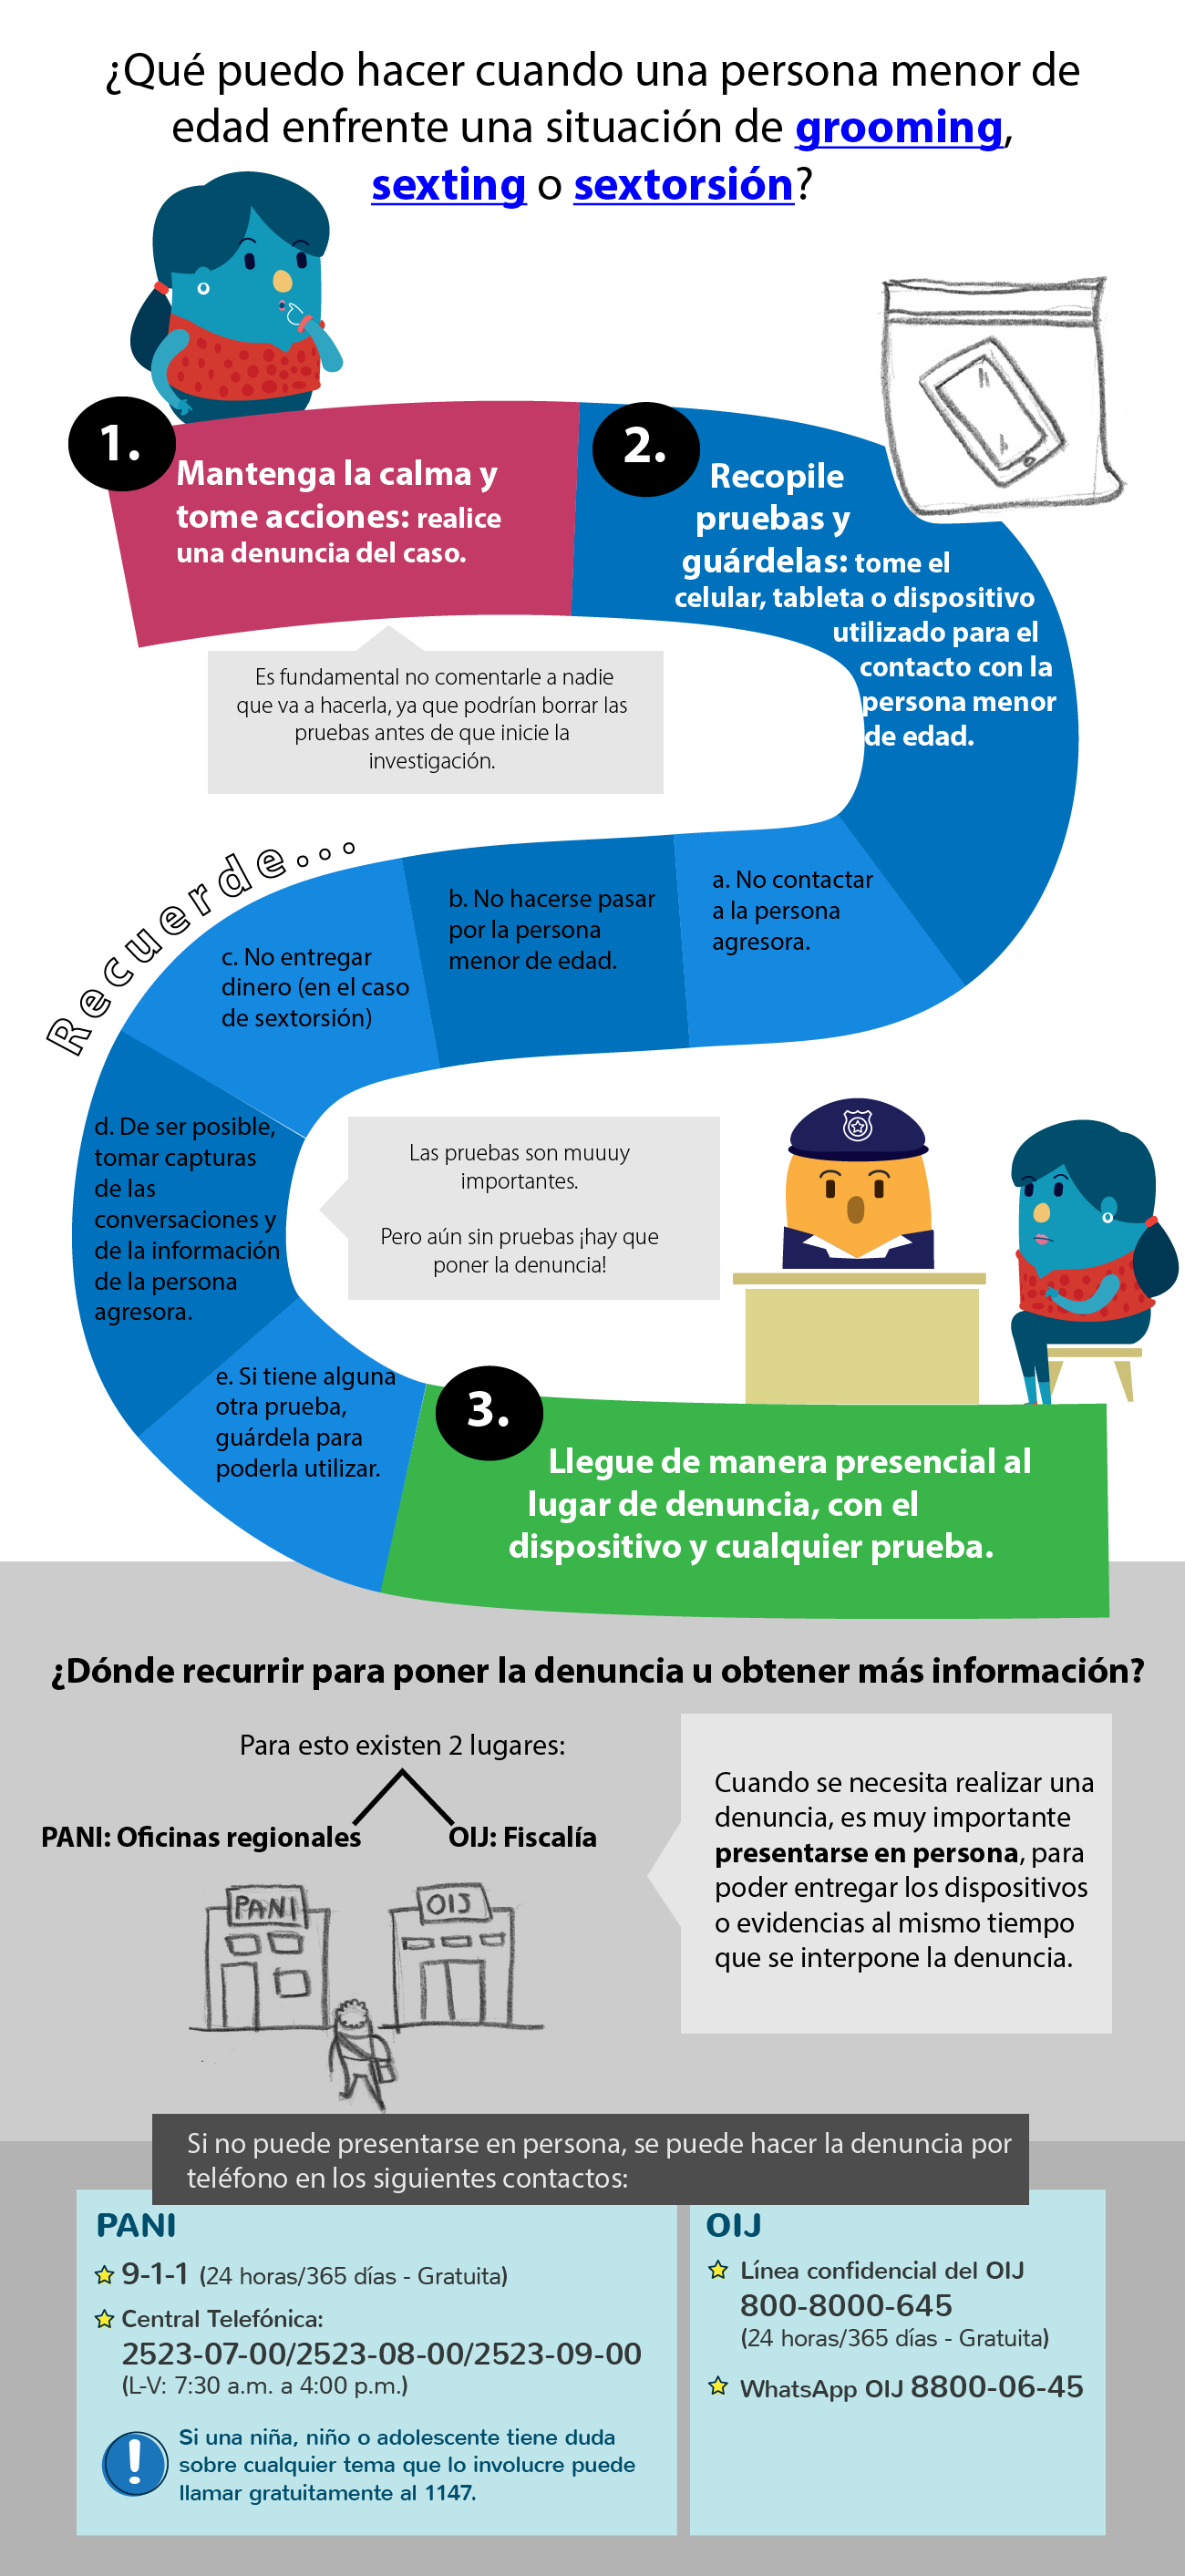 ¿Qué puedo hacer cuando una persona menor de
edad enfrente una situación de grooming,
sexting o sextorsión?
1.
Mantenga la calma y
tome acciones: realice
una denuncia del caso.
2.
Recopile
pruebas y
guárdelas: tome el
celular, tableta o dispositivo
utilizado para el
contacto con la
persona menor
de edad.
Es fundamental no comentarle a nadie
que va a hacerla, ya que podrían borrar las
pruebas antes de que inicie la
investigación.
Recuerde...
a. No contactar
a la persona
agresora.
b. No hacerse pasar
por la persona
menor de edad.
c. No entregar
dinero (en el caso
de sextorsión)
d. De ser posible,
tomar capturas
de las
conversaciones y
de la información
de la persona
agresora.
Las pruebas son muuuy
importantes.
Pero aún sin pruebas ¡hay que
poner la denuncia!
e. Si tiene alguna
otra prueba,
guárdela para
poderla utilizar.
3.
Llegue de manera presencial al
lugar de denuncia, con el
dispositivo y cualquier prueba.
¿Dónde recurrir para poner la denuncia u obtener más información?
Para esto existen 2 lugares:
PANI: Oficinas regionales
OIJ: Fiscalía
PANI
OIJ
Cuando se necesita realizar una
denuncia, es muy importante
presentarse en persona, para
poder entregar los dispositivos
o evidencias al mismo tiempo
que se interpone la denuncia.
Si no puede presentarse en persona, se puede hacer la denuncia por
teléfono en los siguientes contactos:
PANI
9-1-1 (24 horas/365 días - Gratuita)
Central Telefónica:
2523-07-00/2523-08-00/2523-09-00
(L-V: 7:30 a.m. a 4:00 p.m.)
Si una niña, niño o adolescente tiene duda
sobre cualquier tema que lo involucre puede
llamar gratuitamente al 1147.
OIJ
Línea confidencial del OIJ
800-8000-645
(24 horas/365 días - Gratuita)
WhatsApp OIJ 8800-06-45